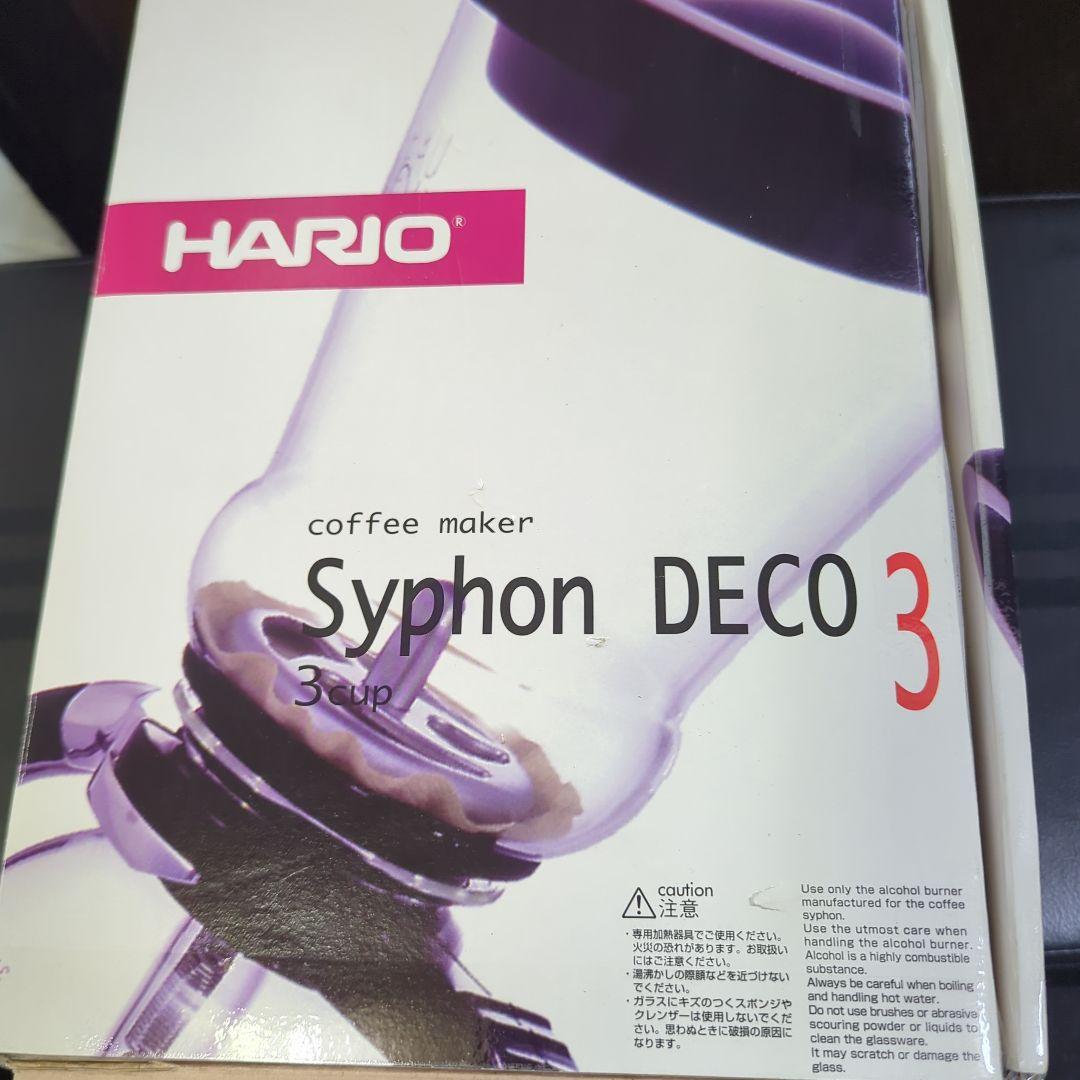 HARIO®
coffee maker
Syphon DECO 3
3cup
caution
注意
・専用加熱器具でご使用ください。
火災の恐れがあります。お取扱い
にはご注意ください。
・湯沸かしの際顔などを近づけない
でください。
・ガラスにキズのつくスポンジや
クレンザーは使用しないでくだ
さい。思わぬときに破損の原因に
なります。
Use only the alcohol burner
manufactured for the coffee
syphon.
Use the utmost care when
handling the alcohol burner.
Alcohol is a highly combustible
substance.
Always be careful when boiling
and handling hot water.
Do not use brushes or abrasive
scouring powder or liquids to
clean the glassware.
It may scratch or damage the
glass.